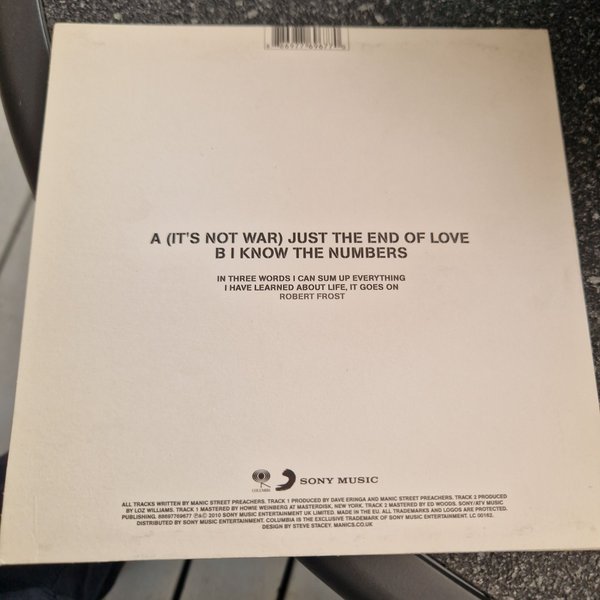 A (IT'S NOT WAR) JUST THE END OF LOVE
B I KNOW THE NUMBERS
IN THREE WORDS I CAN SUM UP EVERYTHING
I HAVE LEARNED ABOUT LIFE, IT GOES ON
ROBERT FROST
COLUMBIA
SONY MUSIC
ALL TRACKS WRITTEN BY MANIC STREET PREACHERS. TRACK 1 PRODUCED BY DAVE ERINGA AND MANIC STREET PREACHERS. TRACK 2 PRODUCED
BY LOZ WILLIAMS. TRACK 1 MASTERED BY HOWIE WEINBERG AT MASTERDISK, NEW YORK. TRACK 2 MASTERED BY ED WOODS. SONY/ATV MUSIC
PUBLISHING. 88697769677 ℗&© 2010 SONY MUSIC ENTERTAINMENT UK LIMITED. MADE IN THE EU. ALL TRADEMARKS AND LOGOS ARE PROTECTED.
DISTRIBUTED BY SONY MUSIC ENTERTAINMENT. COLUMBIA IS THE EXCLUSIVE TRADEMARK OF SONY MUSIC ENTERTAINMENT. LC 00162.
DESIGN BY STEVE STACEY. MANICS.CO.UK